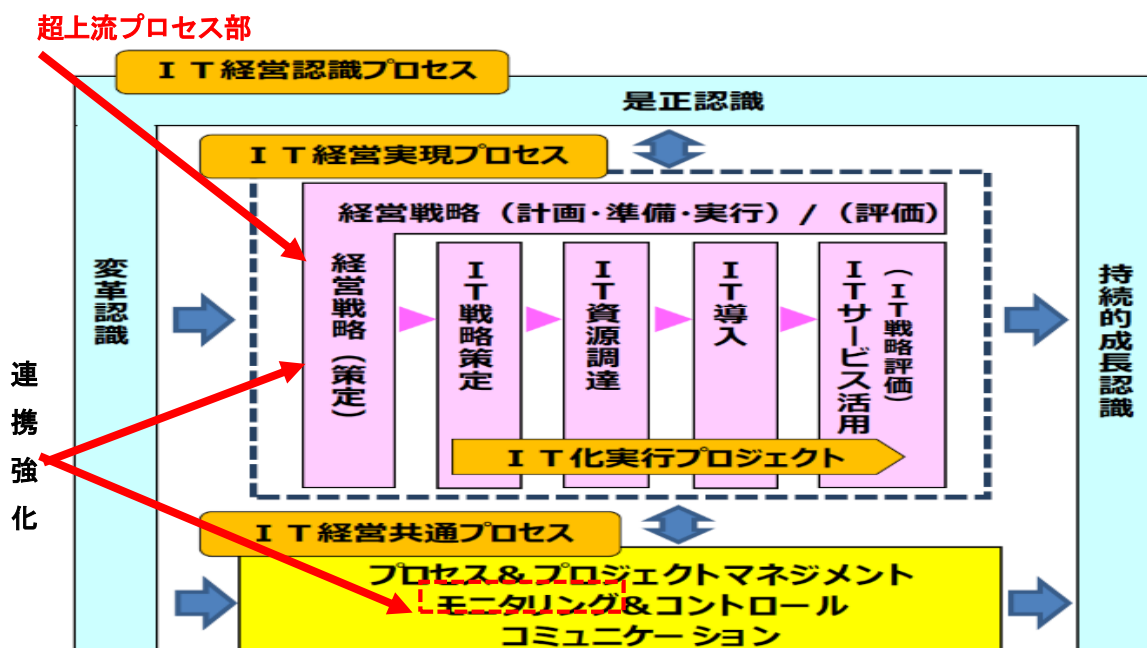 超上流プロセス部
ＩＴ経営認識プロセス
是正認識
ＩＴ経営実現プロセス
経営戦略（計画･準備･実行）/（評価）
変革認識
経営戦略（策定）
ＩＴ戦略策定
ＩＴ資源調達
ＩＴ導入
ＩＴサービス活用
（ＩＴ戦略評価）
持続的成長認識
連携強化
ＩＴ化実行プロジェクト
ＩＴ経営共通プロセス
プロセス＆プロジェクトマネジメント
モニタリング＆コントロール
コミュニケーション